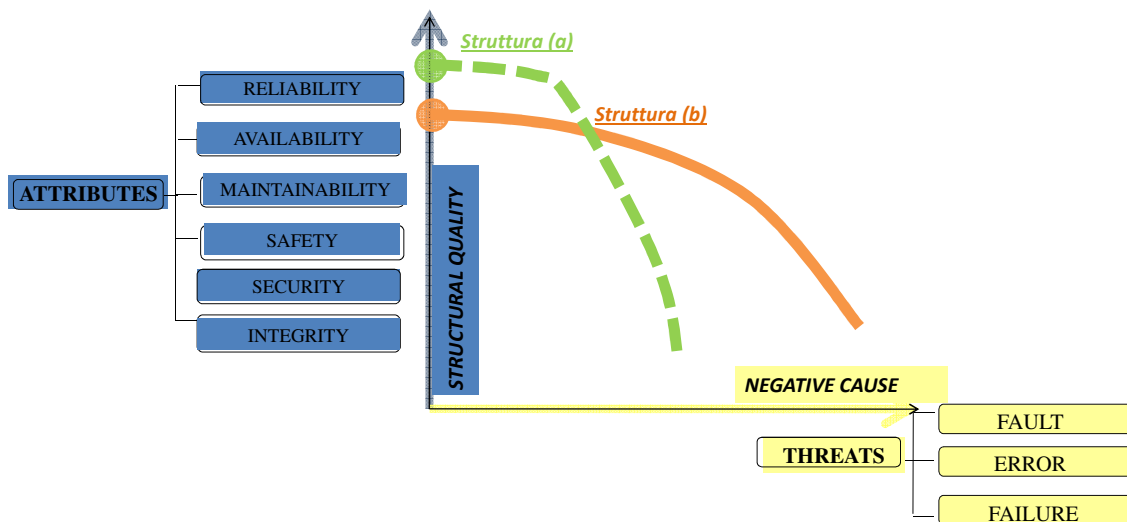 Struttura (a)
Struttura (b)
RELIABILITY
AVAILABILITY
ATTRIBUTES
MAINTAINABILITY
SAFETY
SECURITY
INTEGRITY
STRUCTURAL QUALITY
NEGATIVE CAUSE
THREATS
FAULT
ERROR
FAILURE